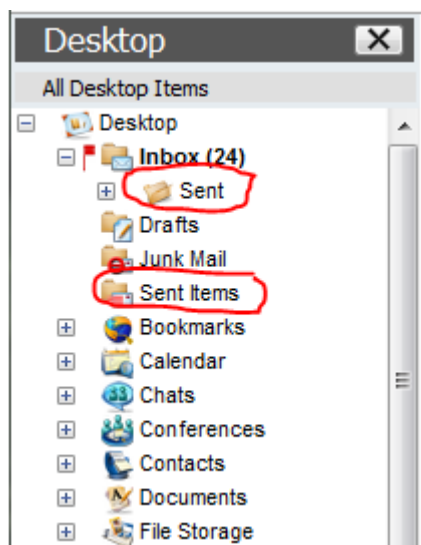 Desktop
All Desktop Items
Desktop
Inbox (24)
Sent
Drafts
Junk Mail
Sent Items
Bookmarks
Calendar
Chats
Conferences
Contacts
Documents
File Storage